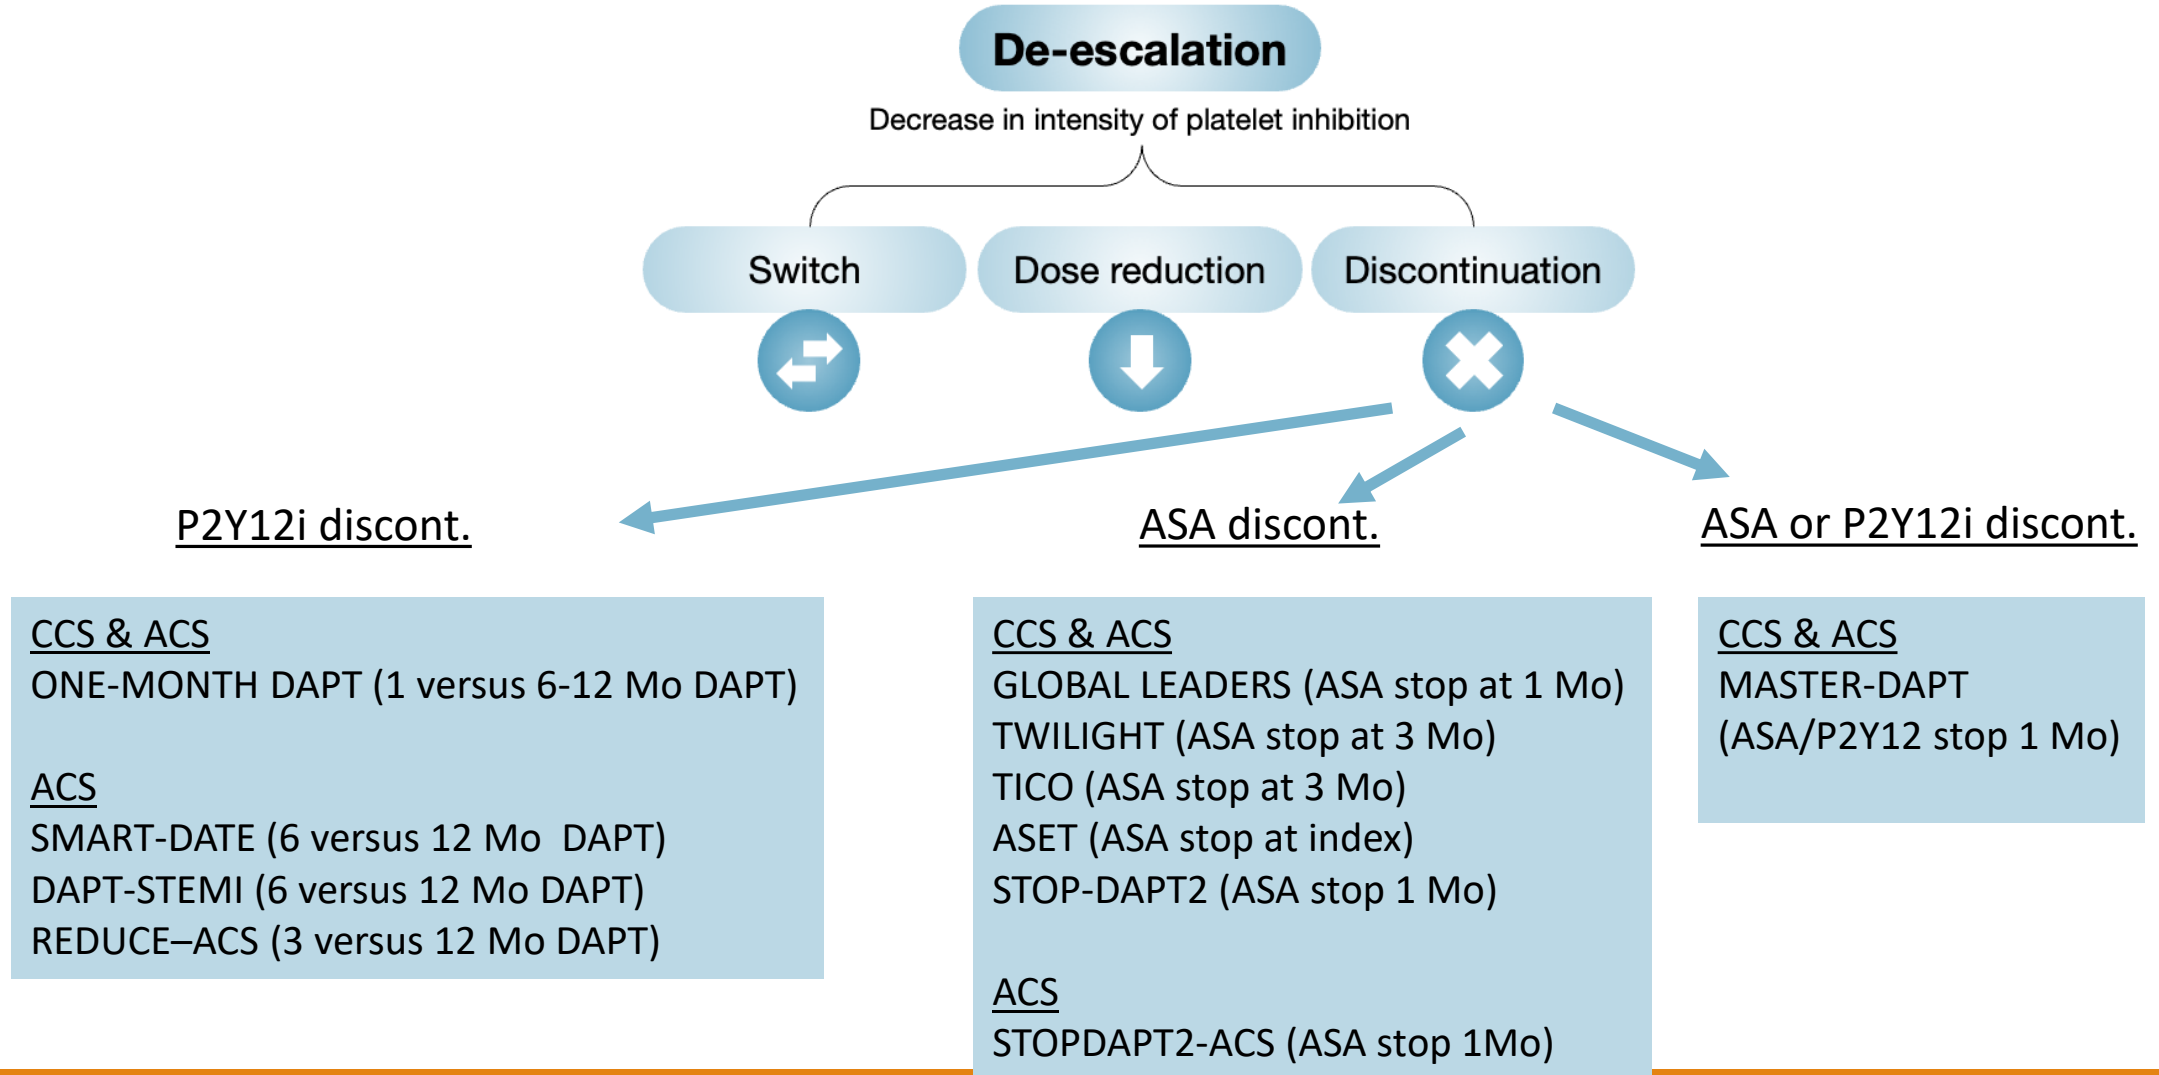 De-escalation
Decrease in intensity of platelet inhibition
Switch
Dose reduction
Discontinuation
P2Y12i discont.
CCS & ACS
ONE-MONTH DAPT (1 versus 6-12 Mo DAPT)
ACS
SMART-DATE (6 versus 12 Mo  DAPT)
DAPT-STEMI (6 versus 12 Mo DAPT)
REDUCE–ACS (3 versus 12 Mo DAPT)
ASA discont.
CCS & ACS
GLOBAL LEADERS (ASA stop at 1 Mo)
TWILIGHT (ASA stop at 3 Mo)
TICO (ASA stop at 3 Mo)
ASET (ASA stop at index)
STOP-DAPT2 (ASA stop 1 Mo)
ACS
STOPDAPT2-ACS (ASA stop 1Mo)
ASA or P2Y12i discont.
CCS & ACS
MASTER-DAPT
(ASA/P2Y12 stop 1 Mo)